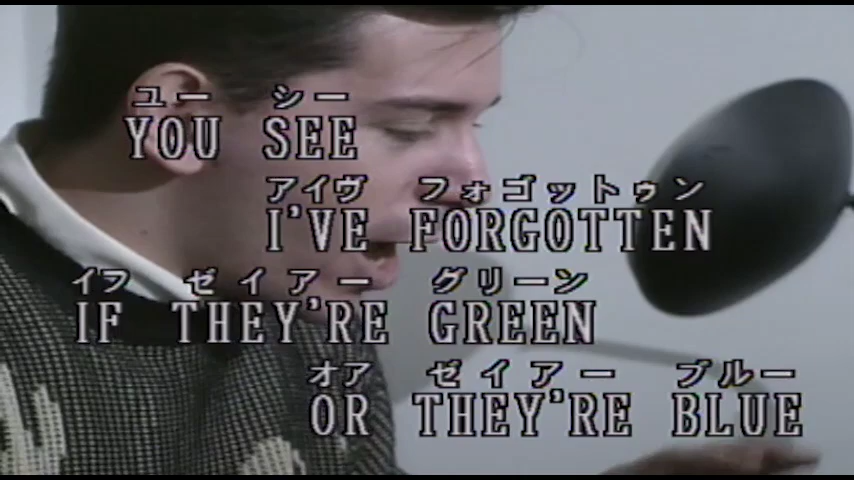 ユー シー
YOU SEE
アイヴ フォゴットゥン
I'VE FORGOTTEN
イフ ゼイアー グリーン
IF THEY'RE GREEN
オア ゼイアー ブルー
OR THEY'RE BLUE